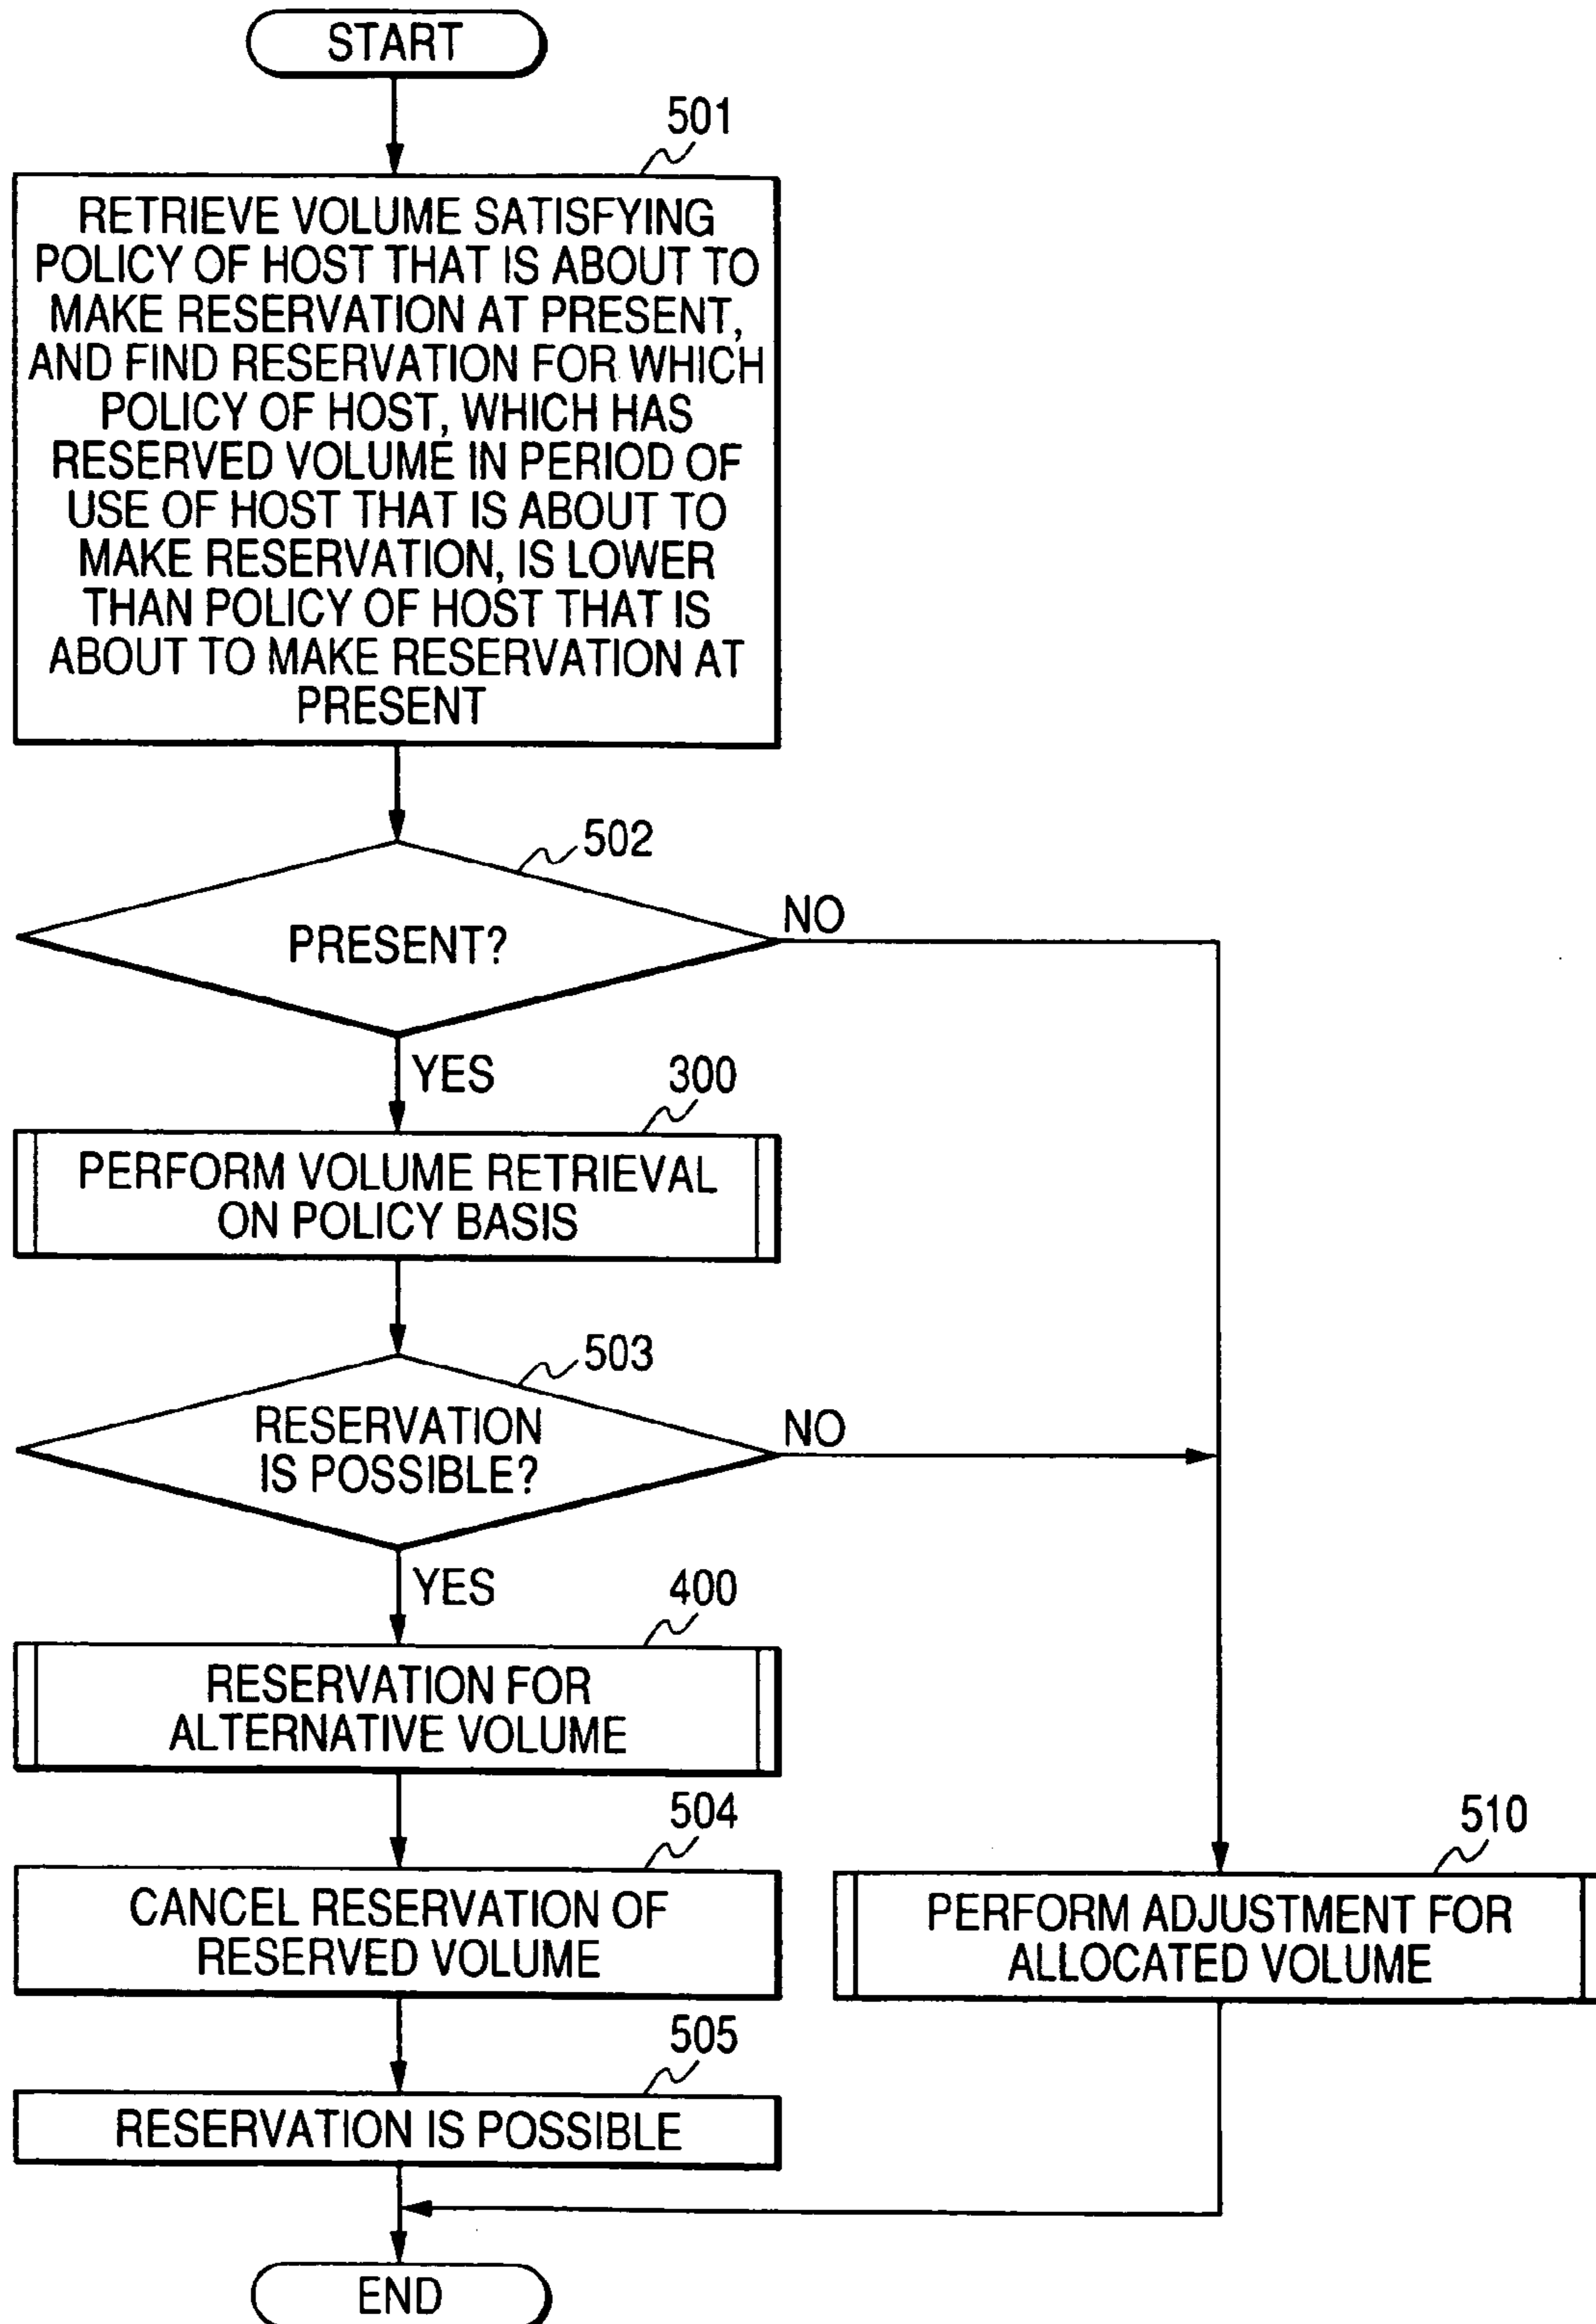 START
501
RETRIEVE VOLUME SATISFYING
POLICY OF HOST THAT IS ABOUT TO
MAKE RESERVATION AT PRESENT,
AND FIND RESERVATION FOR WHICH
POLICY OF HOST, WHICH HAS
RESERVED VOLUME IN PERIOD OF
USE OF HOST THAT IS ABOUT TO
MAKE RESERVATION, IS LOWER
THAN POLICY OF HOST THAT IS
ABOUT TO MAKE RESERVATION AT
PRESENT
502
PRESENT?
NO
YES
300
PERFORM VOLUME RETRIEVAL
ON POLICY BASIS
503
RESERVATION
IS POSSIBLE?
NO
YES
400
RESERVATION FOR
ALTERNATIVE VOLUME
504
CANCEL RESERVATION OF
RESERVED VOLUME
510
PERFORM ADJUSTMENT FOR
ALLOCATED VOLUME
505
RESERVATION IS POSSIBLE
END